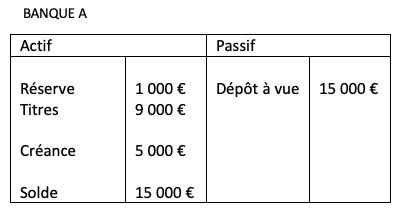 BANQUE A
Actif Passif
Réserve 1 000 € Dépôt à vue 15 000 €
Titres 9 000 €
Créance 5 000 €
Solde 15 000 €